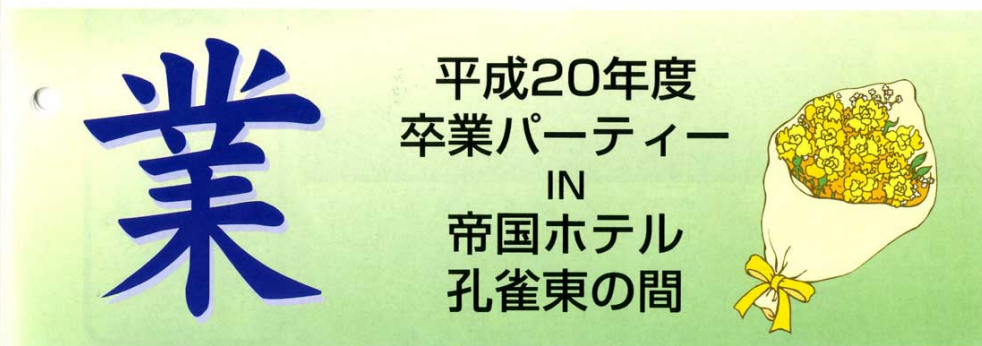 業
平成20年度
卒業パーティー
IN
帝国ホテル
孔雀東の間